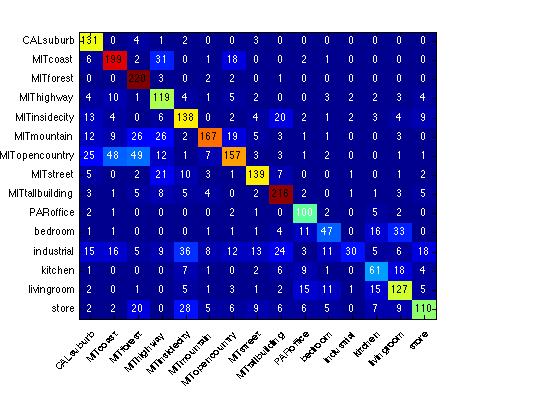 CALsuburb 131 0 4 1 2 0 0 3 0 0 0 0 0 0 0
MITcoast 6 199 2 31 0 1 18 0 2 0 0 0 0 0 1
MITforest 0 0 220 3 0 2 2 0 1 0 0 0 0 0 0
MIThighway 4 10 1 119 4 1 5 2 0 0 3 2 2 3 4
MITinsidecity 13 4 0 6 138 0 2 4 20 2 1 2 3 4 9
MITmountain 12 9 26 26 2 167 19 5 3 1 1 0 0 3 0
MITopencountry 25 48 49 12 1 7 157 3 3 1 2 0 0 1 1
MITstreet 5 0 2 21 10 3 1 139 7 0 0 1 0 1 2
MITtallbuilding 3 1 5 8 5 4 0 2 216 2 0 1 1 3 5
PARoffice 2 1 0 0 0 0 2 1 0 100 2 0 5 2 0
bedroom 1 1 0 0 2 1 1 1 4 11 47 0 16 33 0
industrial 15 16 5 9 36 8 12 13 24 3 11 30 5 6 18
kitchen 1 0 0 0 7 1 0 2 6 9 1 0 61 18 4
livingroom 2 0 1 0 5 1 3 1 2 15 11 1 15 127 5
store 2 2 20 0 28 5 6 9 6 6 5 0 7 9 110
CALsuburb
MITcoast
MITforest
MIThighway
MITinsidecity
MITmountain
MITopencountry
MITstreet
MITtallbuilding
PARoffice
bedroom
industrial
kitchen
livingroom
store